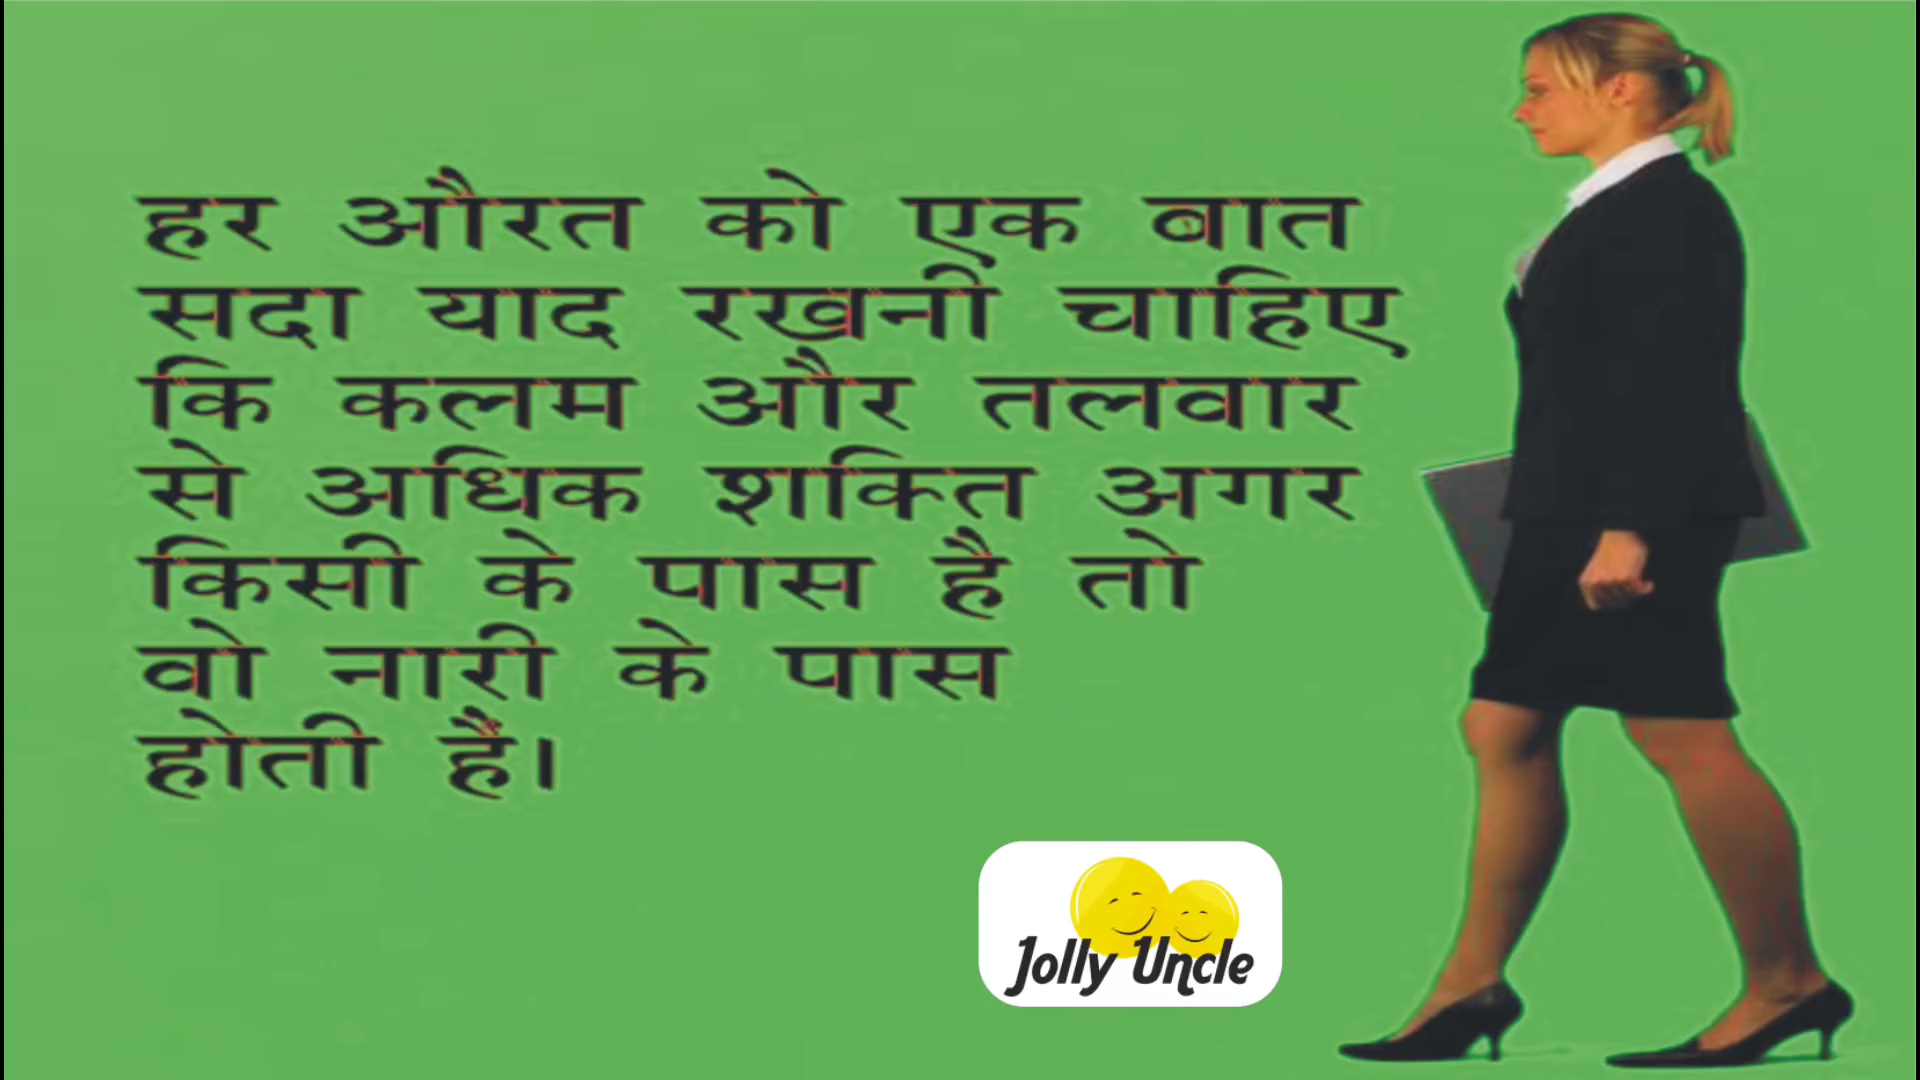 हर औरत को एक बात
सदा याद रखनी चाहिए
कि कलम और तलवार
से अधिक शकित अगर
किसी के पास है तो
वो नारी के पास
होती हैं।
Jolly Uncle